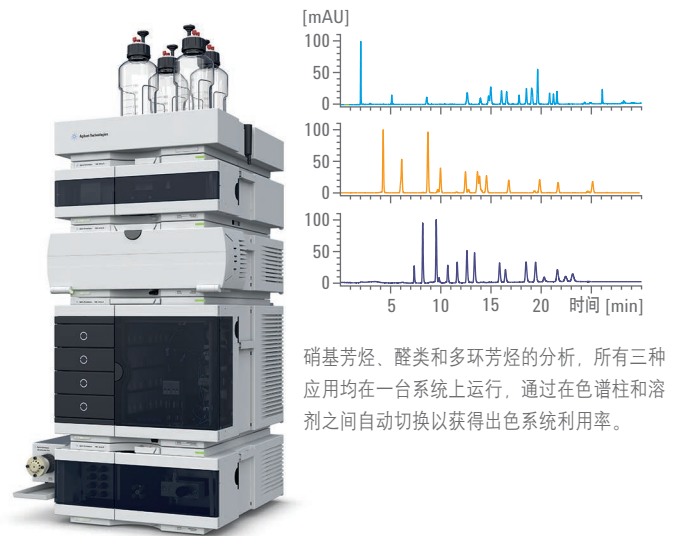 [mAU]
100
50
0
100
50
0
100
50
0
5 10 15 20 时间 [min]
Agilent Technologies
硝基芳烃、醛类和多环芳烃的分析，所有三种
应用均在一台系统上运行，通过在色谱柱和溶
剂之间自动切换以获得出色系统利用率。